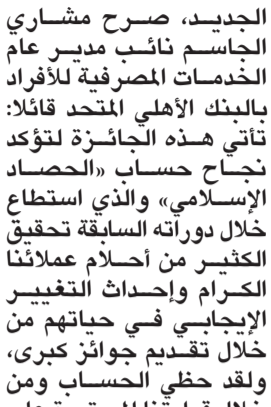 الجديد، صرح مشاري
الجاسم نائب مدير عام
الخدمات المصرفية للأفراد
بالبنك الأهلي المتحد قائلا:
تأتي هذه الجائزة لتؤكد
نجاح حساب «الحصاد
الإسلامي» والذي استطاع
خلال دوراته السابقة تحقيق
الكثير من أحلام عملائنا
الكرام وإحداث التغيير
الإيجابي في حياتهم من
خلال تقديم جوائز كبرى،
ولقد حظي الحساب ومن